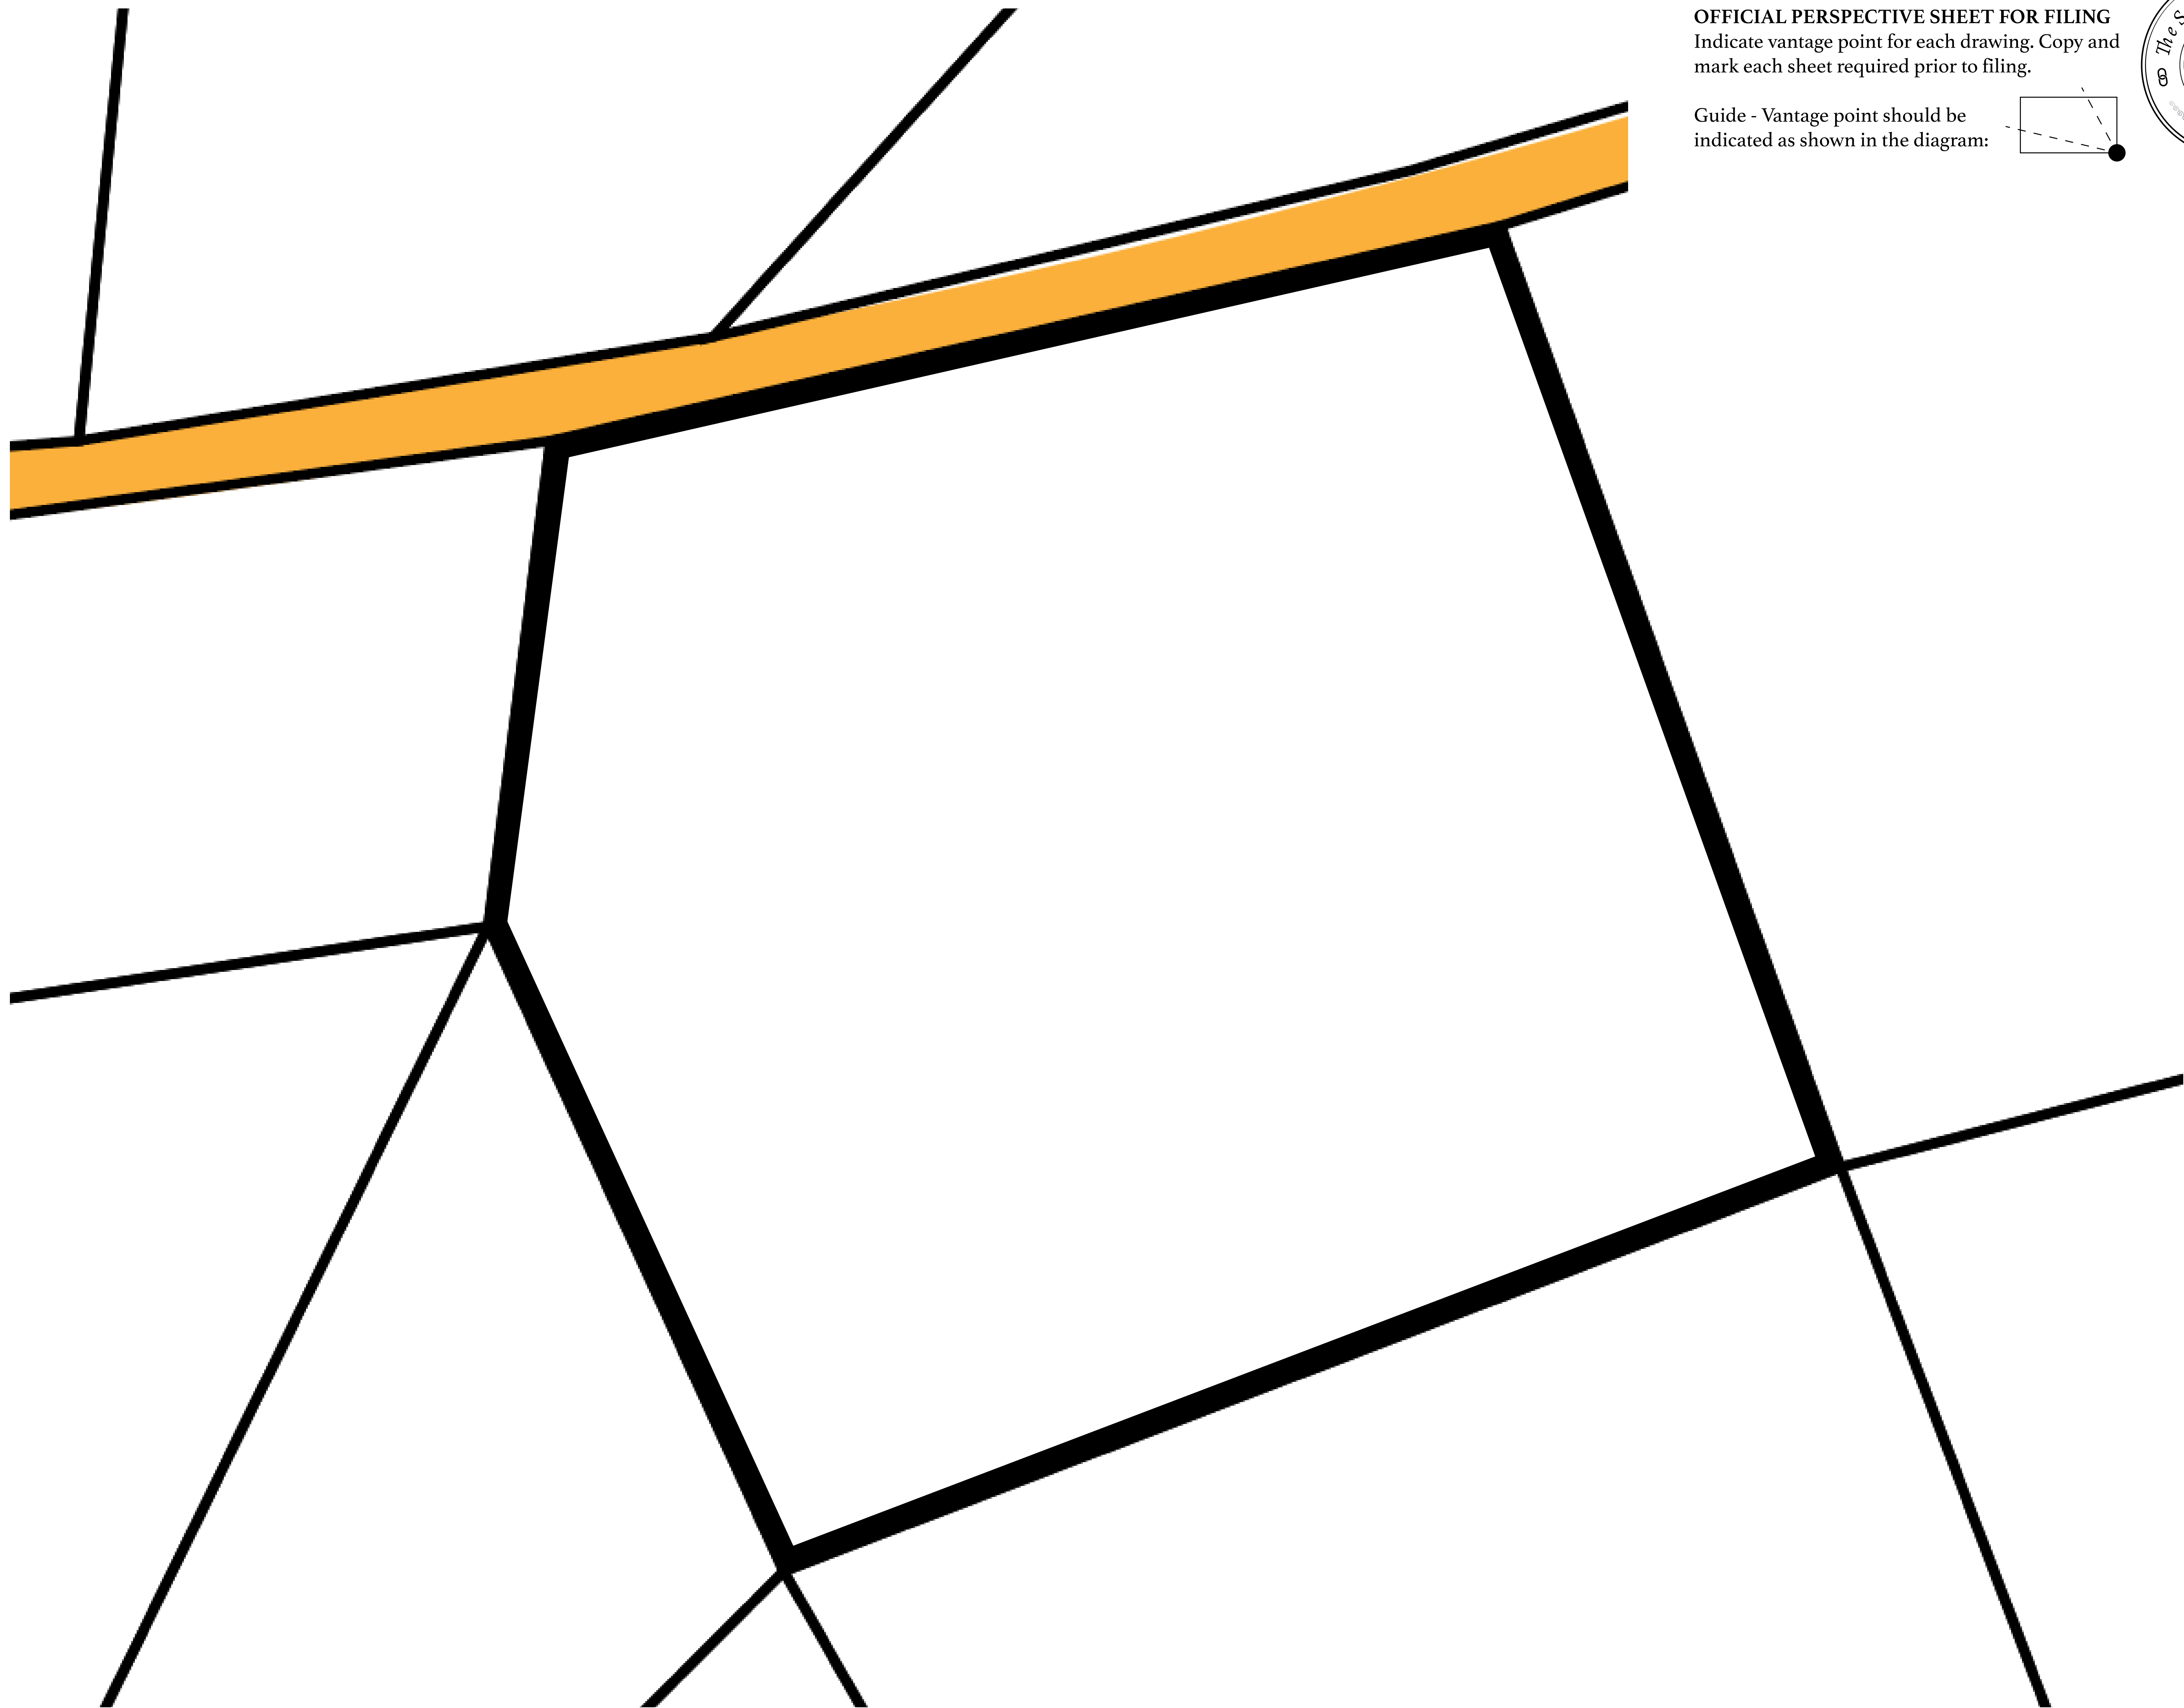 OFFICIAL PERSPECTIVE SHEET FOR FILING
Indicate vantage point for each drawing. Copy and
mark each sheet required prior to filing.
Guide - Vantage point should be
indicated as shown in the diagram:
The